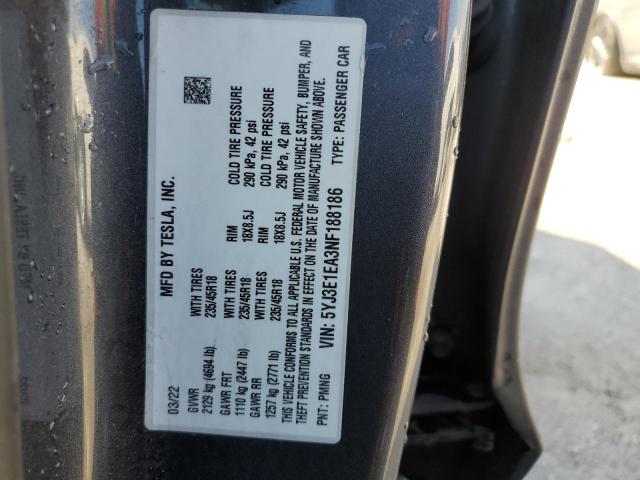 MFD BY TESLA, INC.
03/22
GVWR WITH TIRES RIM COLD TIRE PRESSURE
2129 kg (4694 lb) 235/45R18 18X8.5J 290 kPa, 42 psi
GAWR FRT WITH TIRES RIM COLD TIRE PRESSURE
1110 kg (2447 lb) 235/45R18 18X8.5J 290 kPa, 42 psi
GAWR RR
1257 kg (2771 lb)
THIS VEHICLE CONFORMS TO ALL APPLICABLE U.S. FEDERAL MOTOR VEHICLE SAFETY, BUMPER, AND
THEFT PREVENTION STANDARDS IN EFFECT ON THE DATE OF MANUFACTURE SHOWN ABOVE.
PNT: PMNG VIN: 5YJ3E1EA3NF188186 TYPE: PASSENGER CAR